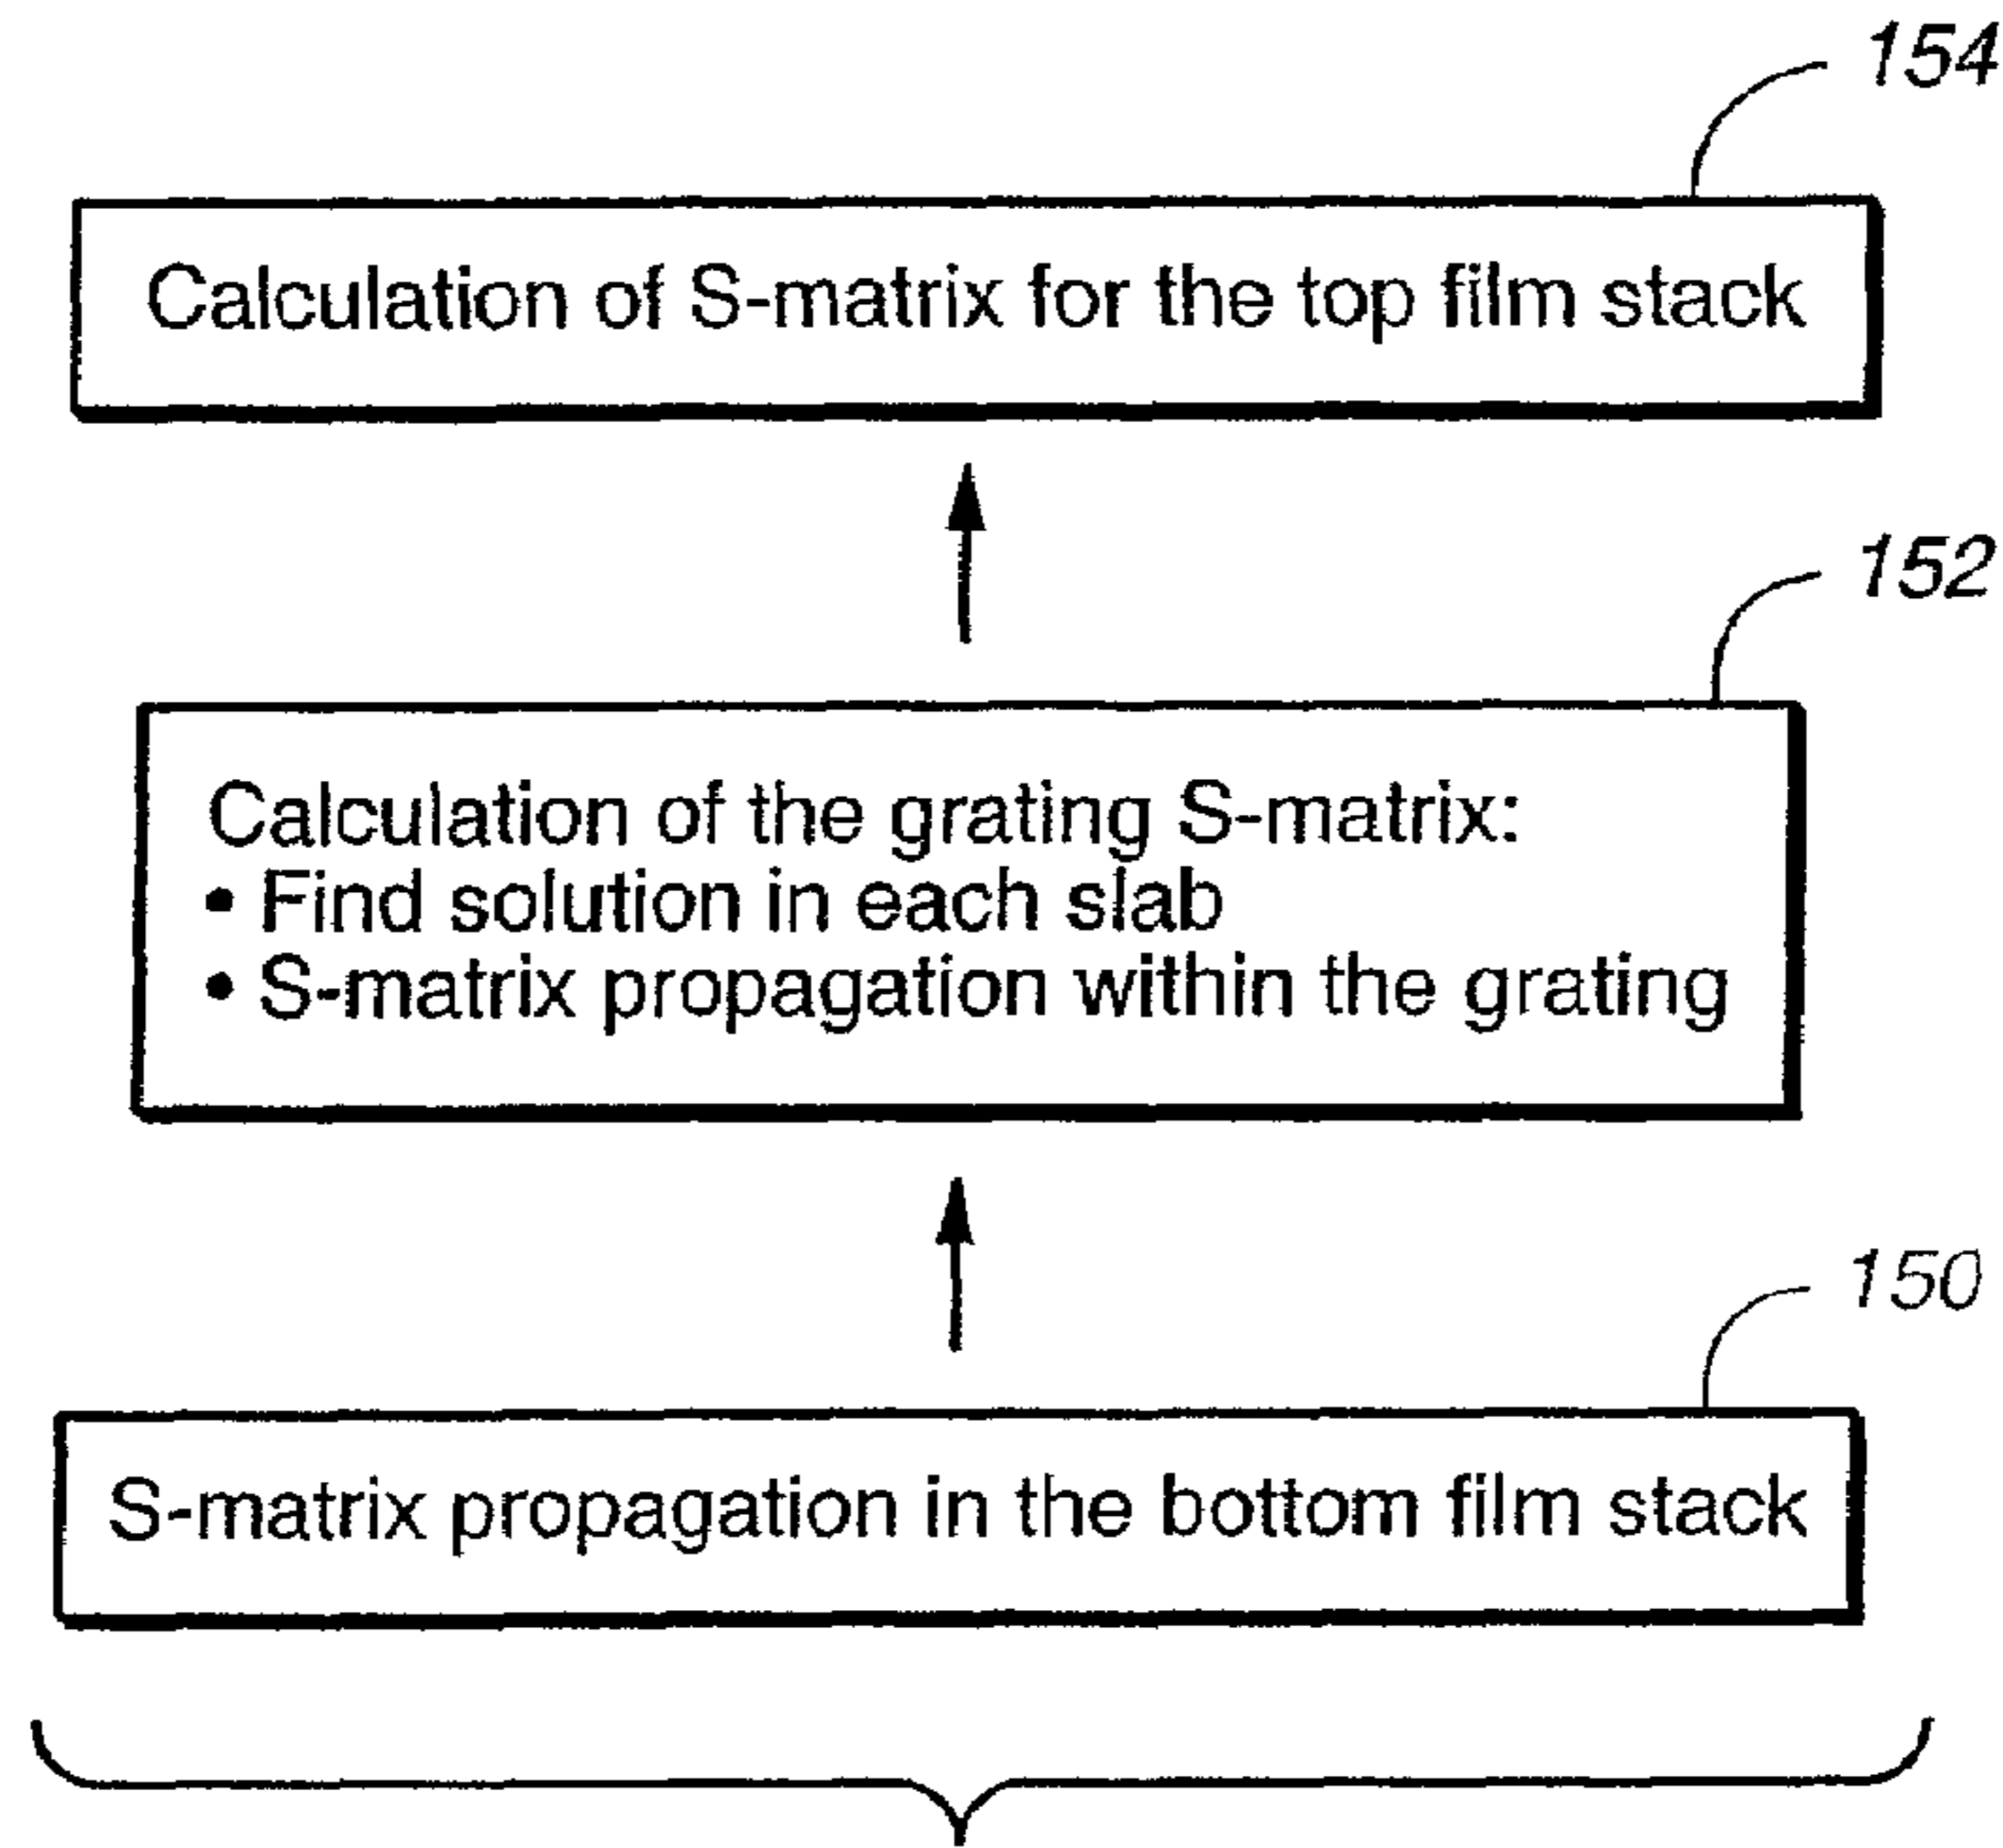 154
Calculation of S-matrix for the top film stack
152
Calculation of the grating S-matrix:
• Find solution in each slab
• S-matrix propagation within the grating
150
S-matrix propagation in the bottom film stack